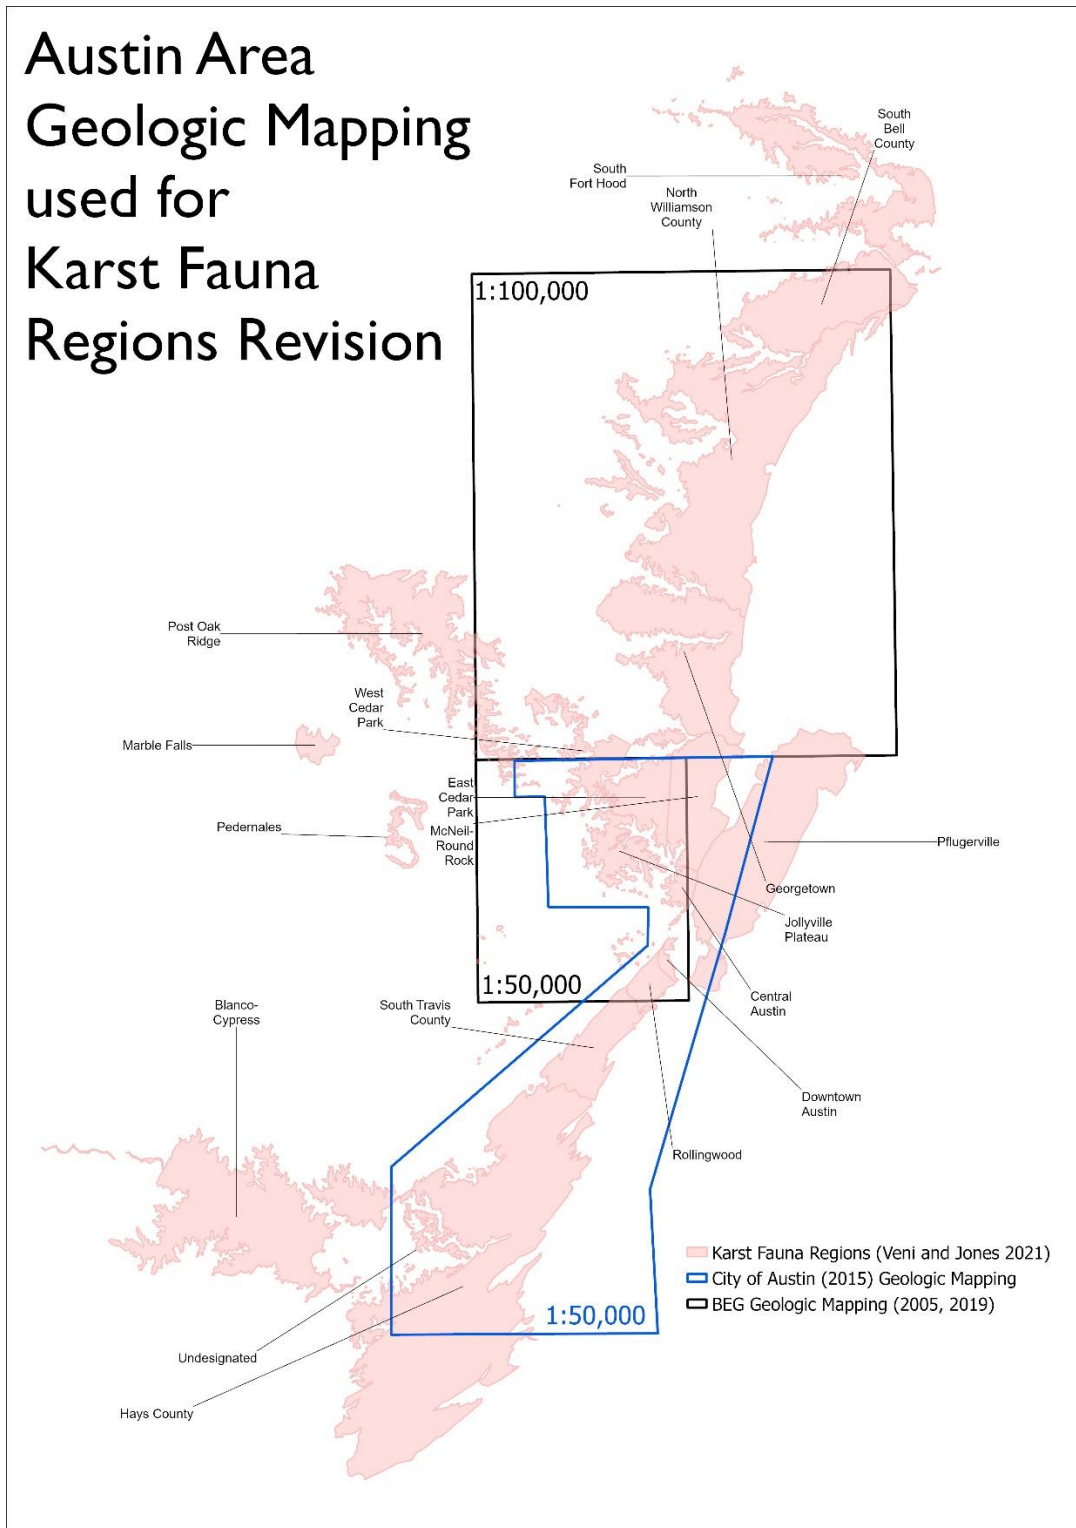 Austin Area
Geologic Mapping
used for
Karst Fauna
Regions Revision
South
Bell
County
South
Fort Hood
North
Williamson
County
1:100,000
Post Oak
Ridge
West
Cedar
Park
Marble Falls
East
Cedar
Park
McNeil-
Round
Rock
Pedernales
Pflugerville
Georgetown
Jollyville
Plateau
1:50,000
Central
Austin
South Travis
County
Blanco-
Cypress
Downtown
Austin
Rollingwood
Karst Fauna Regions (Veni and Jones 2021)
City of Austin (2015) Geologic Mapping
BEG Geologic Mapping (2005, 2019)
1:50,000
Undesignated
Hays County